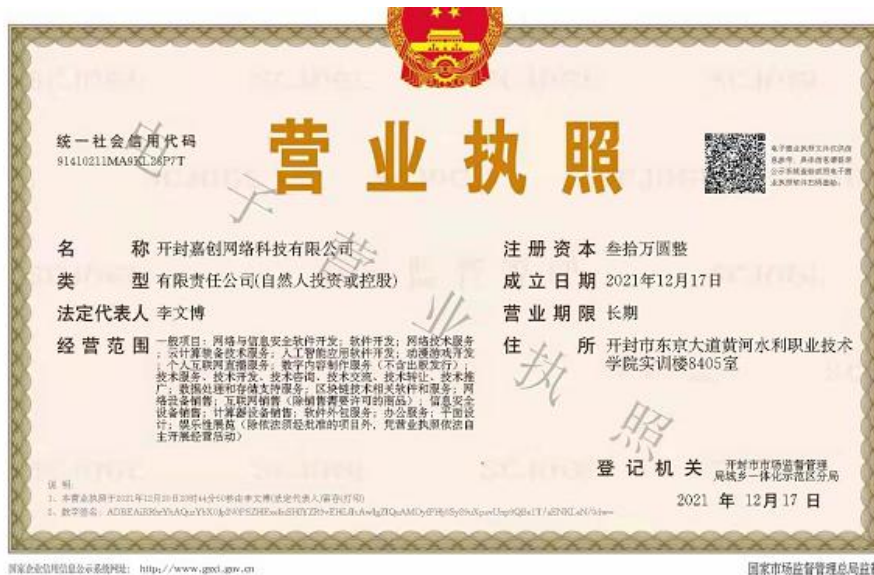 统一社会信用代码
营业执照
电子营业执照文件仅供信
电子营业执照
名 称 开封嘉创网络科技有限公司
类 型 有限责任公司(自然人投资或控股)
法定代表人 李文博
经营范围 一般项目：网络与信息安全软件开发；软件开发；网络技术服务
；云计算装备技术服务；人工智能应用软件开发；动漫游戏开发
；个人互联网直播服务；数字内容制作服务（不含出版发行）；
技术服务、技术开发、技术咨询、技术交流、技术转让、技术推
广；数据处理和存储支持服务；区块链技术相关软件和服务；网
络设备销售；互联网销售（除销售需要许可的商品）；信息安全
设备销售；计算器设备销售；软件外包服务；办公服务；平面设
计；娱乐性展览（除依法须经批准的项目外，凭营业执照依法自
主开展经营活动）
注册资本 叁拾万圆整
成立日期 2021年12月17日
营业期限 长期
住 所 开封市东京大道黄河水利职业技术
学院实训楼8405室
登记机关 开封市市场监督管理
局城乡一体化示范区分局
2021 年 12月 17 日
说明:
国家企业信用信息公示系统网址: http://www.gsxt.gov.cn
国家市场监督管理总局监